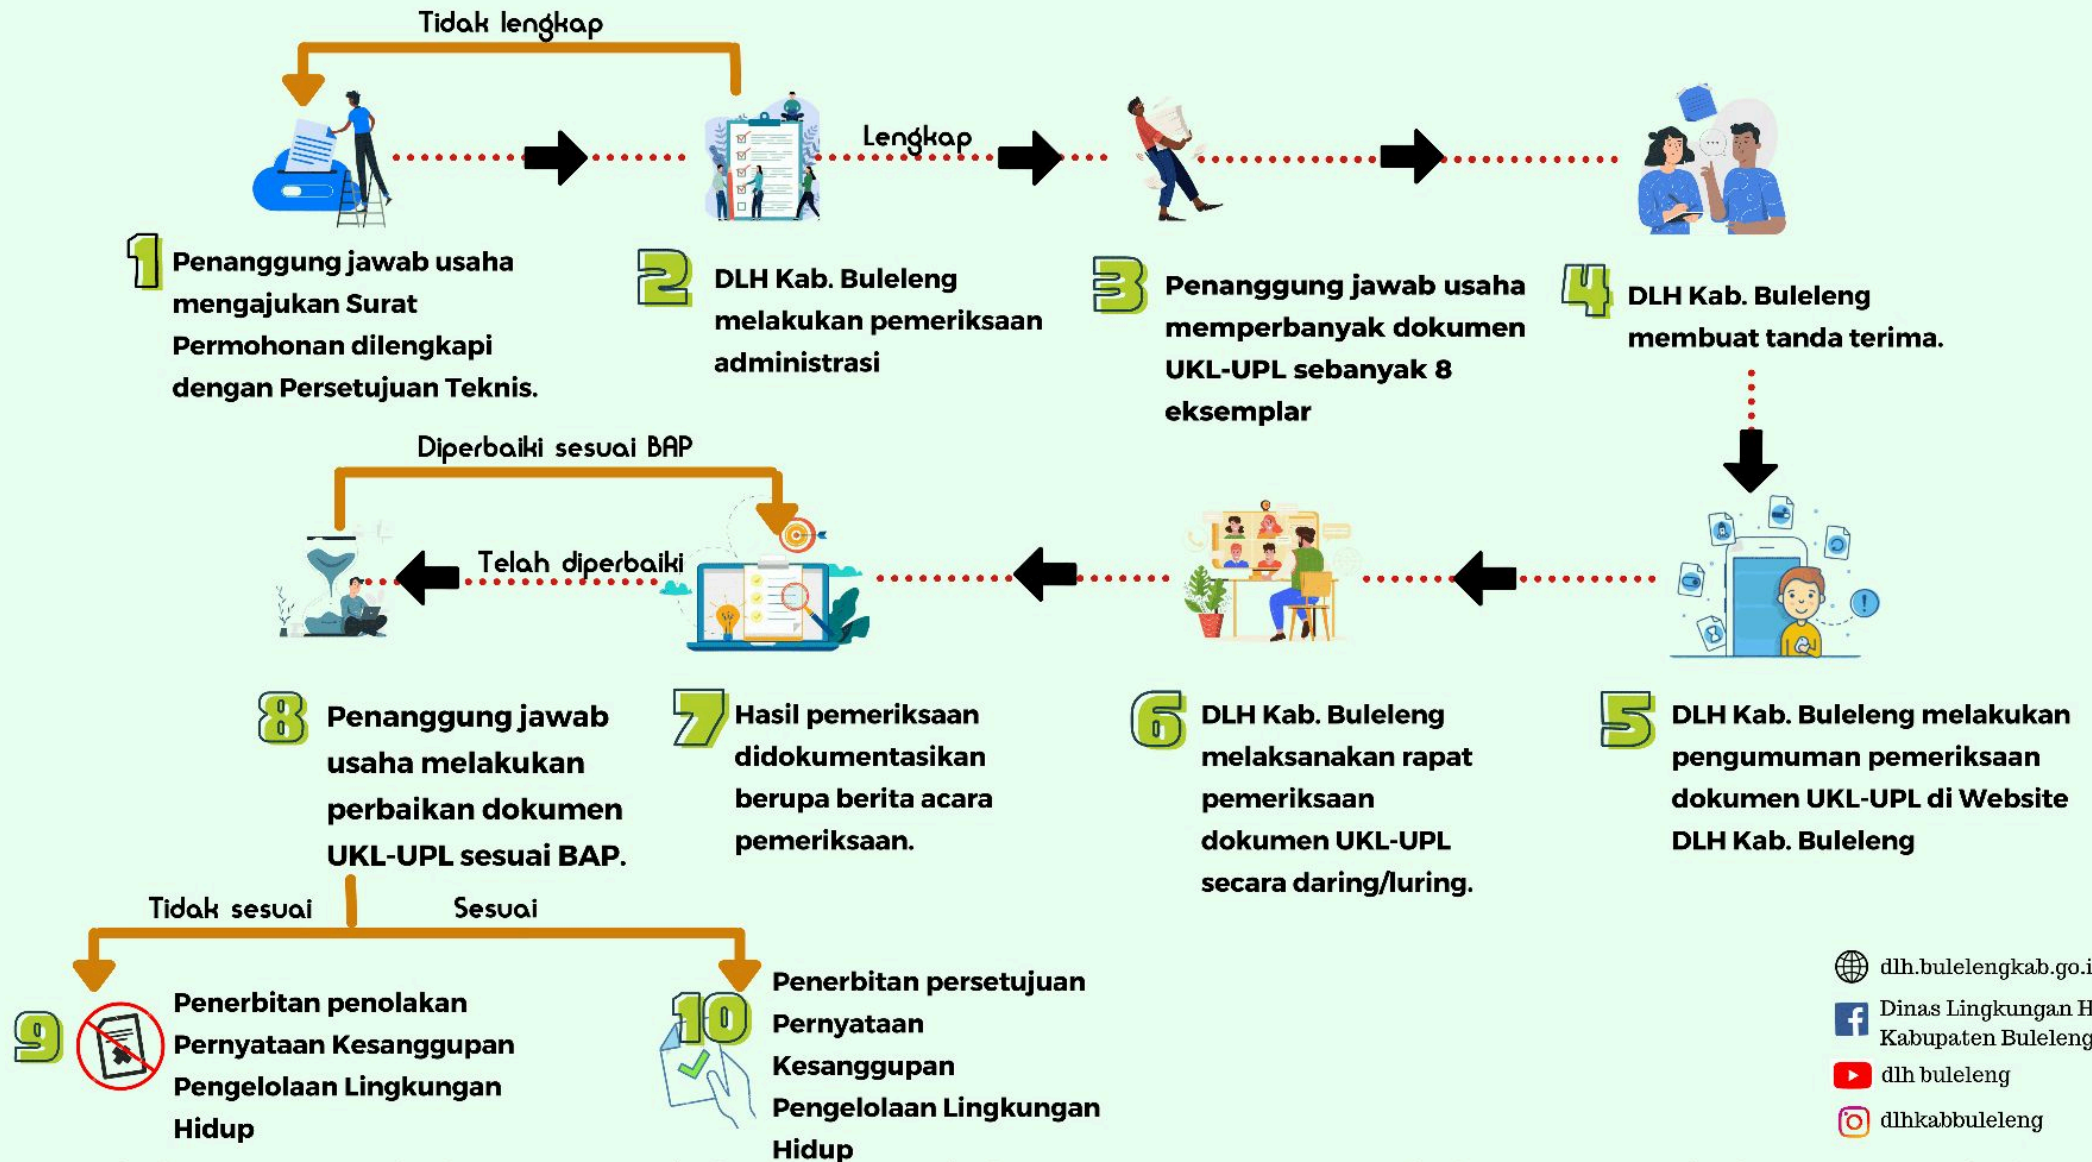 Tidak lengkap
Lengkap
1
Penanggung jawab usaha
mengajukan Surat
Permohonan dilengkapi
dengan Persetujuan Teknis.
2
DLH Kab. Buleleng
melakukan pemeriksaan
administrasi
3
Penanggung jawab usaha
memperbanyak dokumen
UKL-UPL sebanyak 8
eksemplar
4
DLH Kab. Buleleng
membuat tanda terima.
Diperbaiki sesuai BAP
Telah diperbaiki
8
Penanggung jawab
usaha melakukan
perbaikan dokumen
UKL-UPL sesuai BAP.
7
Hasil pemeriksaan
didokumentasikan
berupa berita acara
pemeriksaan.
6
DLH Kab. Buleleng
melaksanakan rapat
pemeriksaan
dokumen UKL-UPL
secara daring/luring.
5
DLH Kab. Buleleng melakukan
pengumuman pemeriksaan
dokumen UKL-UPL di Website
DLH Kab. Buleleng
Tidak sesuai
Sesuai
9
Penerbitan penolakan
Pernyataan Kesanggupan
Pengelolaan Lingkungan
Hidup
10
Penerbitan persetujuan
Pernyataan
Kesanggupan
Pengelolaan Lingkungan
Hidup
dlh.bulelengkab.go.i
Dinas Lingkungan H
Kabupaten Buleleng
dlh buleleng
dlhkabbuleleng